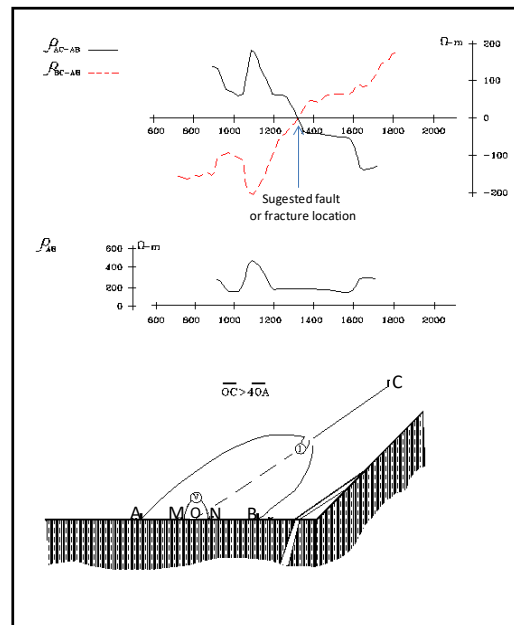 ρAC-AB
ρBC-AB
Ω-m
200
100
0
-100
-200
600 800 1000 1200 1400 1600 1800 2000
Sugested fault
or fracture location
ρAB
Ω-m
600
400
200
0
600 800 1000 1200 1400 1600 1800 2000
OC>4OA
C
I
V
A M O N B